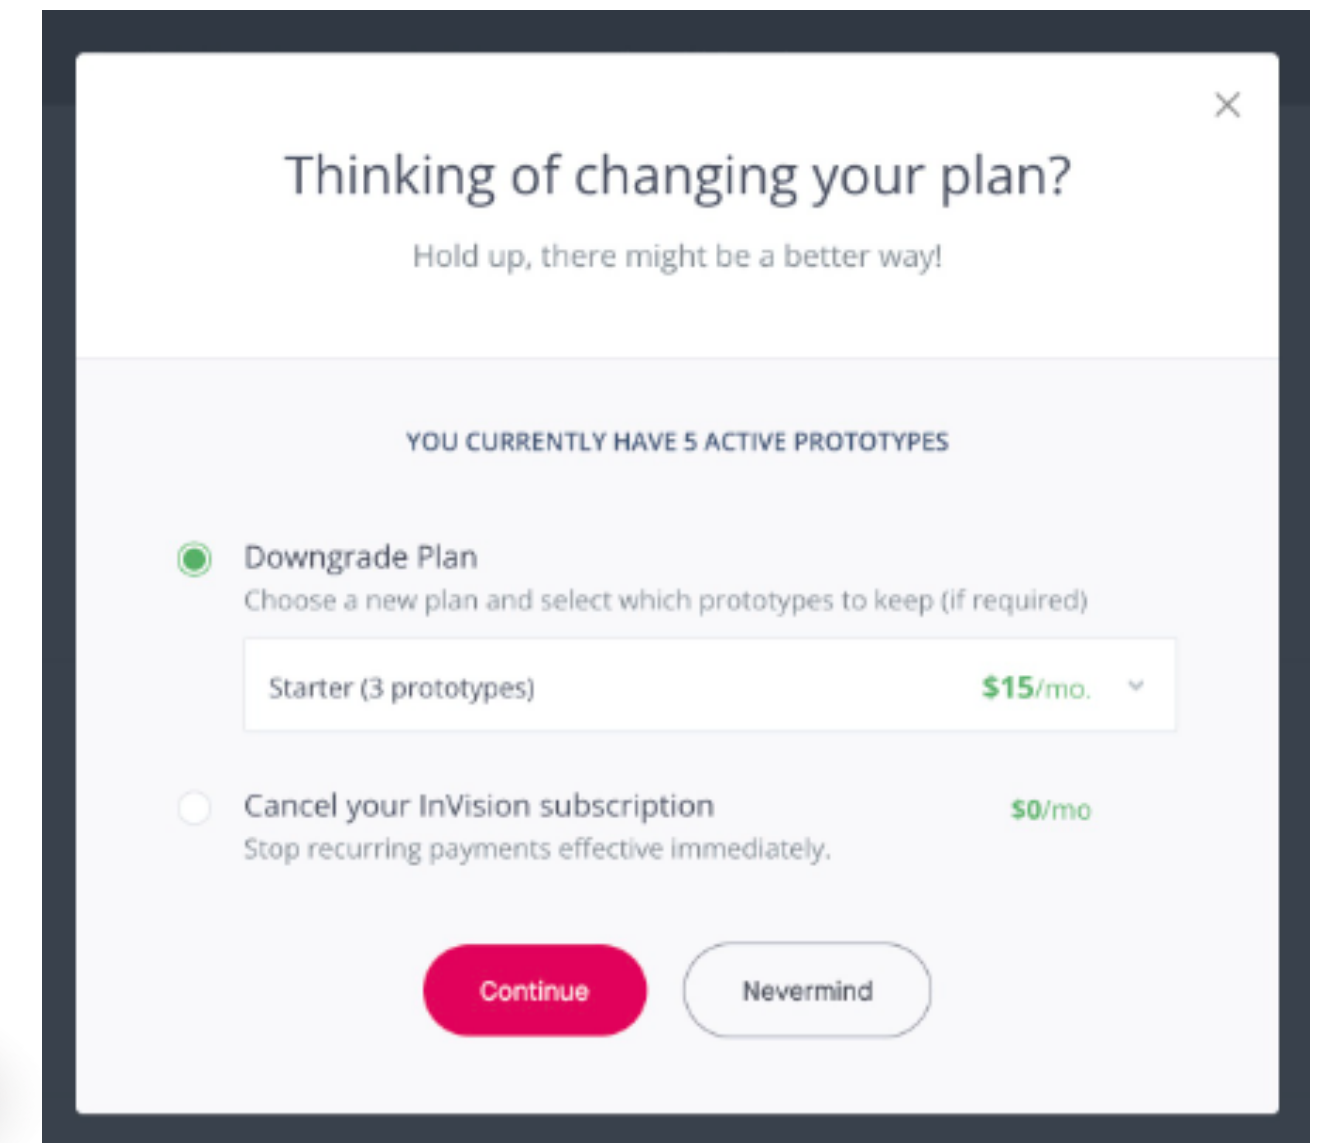 Thinking of changing your plan?
Hold up, there might be a better way!
YOU CURRENTLY HAVE 5 ACTIVE PROTOTYPES
Downgrade Plan
Choose a new plan and select which prototypes to keep (if required)
Starter (3 prototypes) $15/mo.
Cancel your InVision subscription $0/mo
Stop recurring payments effective immediately.
Continue Nevermind